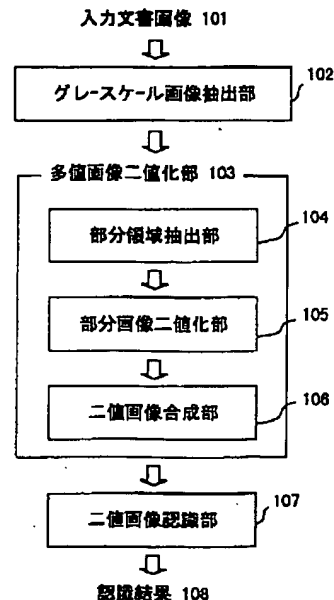 入力文書画像 101
102
グレースケール画像抽出部
多値画像二値化部 103
104
部分領域抽出部
105
部分画像二値化部
106
二値画像合成部
107
二値画像認識部
認識結果 108